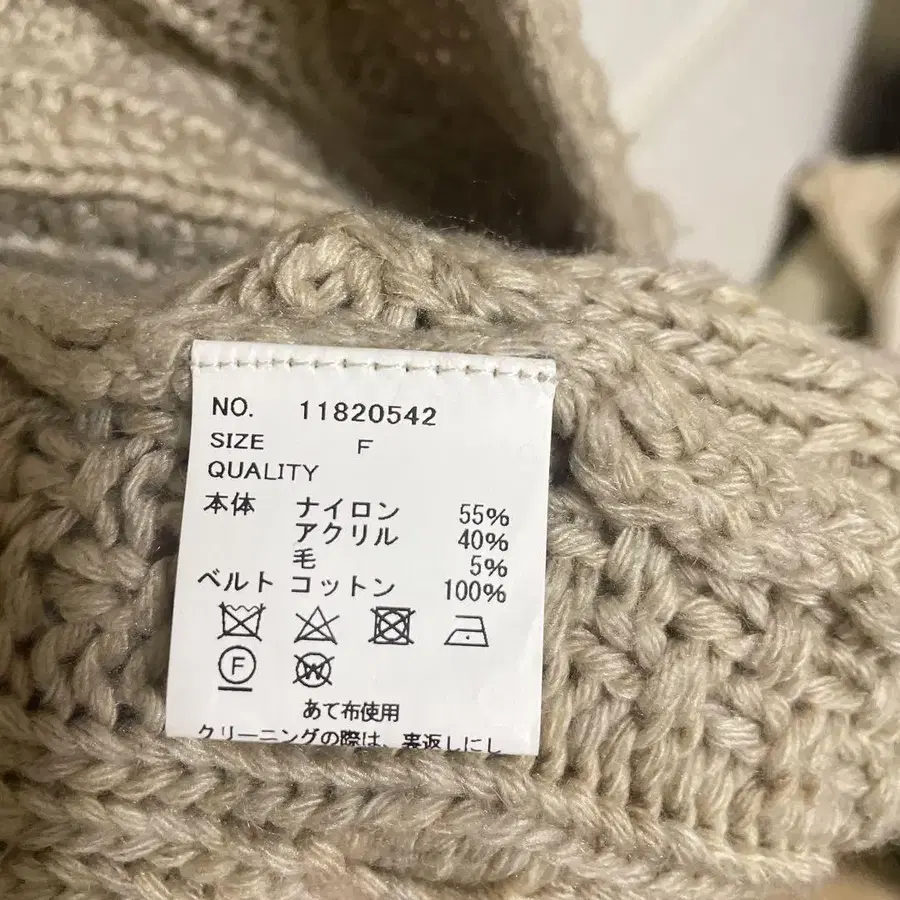 NO. 11820542
SIZE F
QUALITY
本体 ナイロン 55%
アクリル 40%
毛 5%
ベルト コットン 100%
F
W
あて布使用
クリーニングの際は、裏返しにし